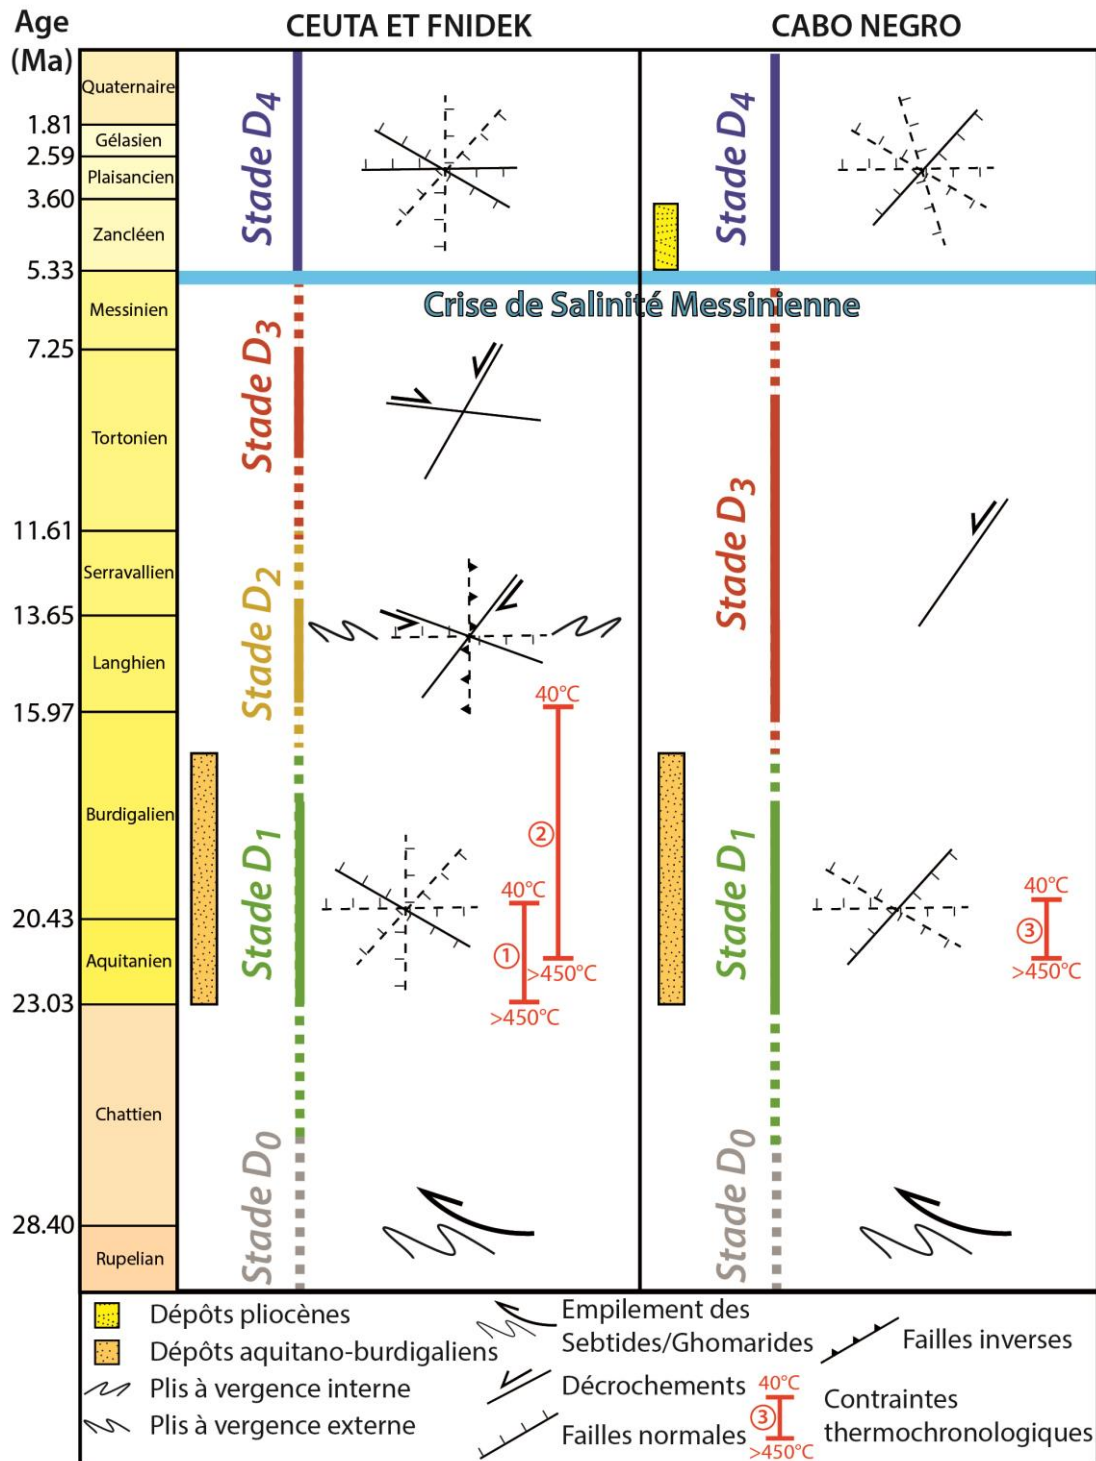 Age
(Ma)
CEUTA ET FNIDEK
CABO NEGRO
Quaternaire
1.81
Gélasien
2.59
Plaisancien
3.60
Zancléen
5.33
Messinien
7.25
Tortonien
11.61
Serravallien
13.65
Langhien
15.97
Burdigalien
20.43
Aquitanien
23.03
Chattien
28.40
Rupelian
Stade D4
Stade D3
Stade D2
Stade D1
Stade D0
40°C
2
40°C
1
>450°C
>450°C
Crise de Salinité Messinienne
Stade D4
Stade D3
Stade D1
Stade D0
40°C
3
>450°C
Dépôts pliocènes
Dépôts aquitano-burdigaliens
Plis à vergence interne
Plis à vergence externe
Empilement des
Sebtides/Ghomarides
Décrochements
Failles normales
Failles inverses
40°C
3
>450°C
Contraintes
thermochronologiques